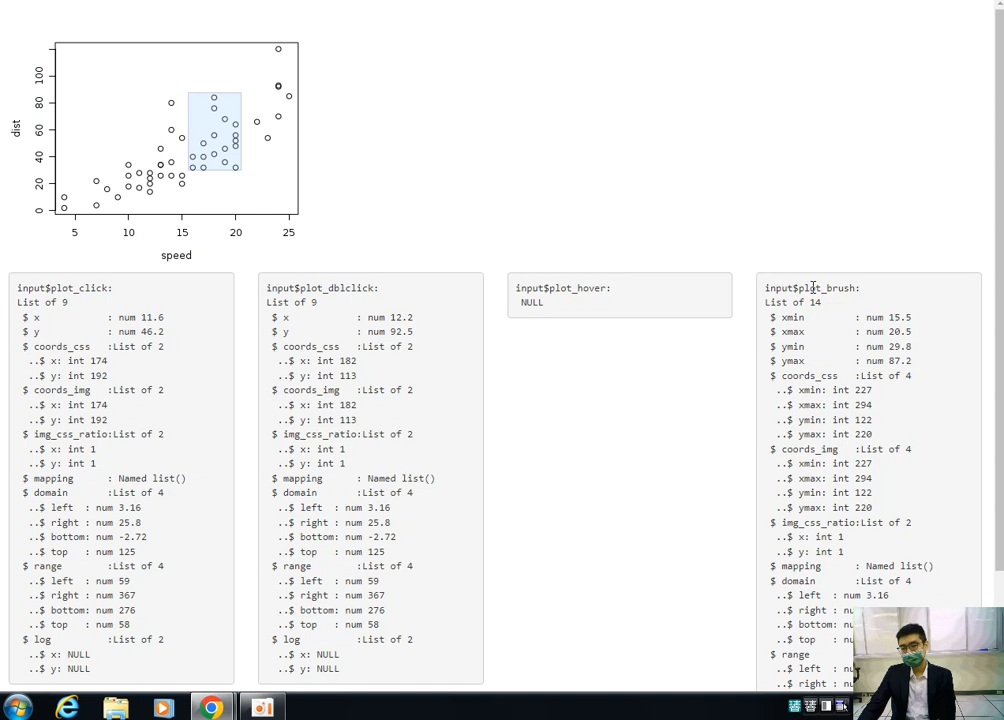 120
100
80
60
40
20
0
dist
5 10 15 20 25
speed
input$plot_click:
List of 9
$ x : num 11.6
$ y : num 46.2
$ coords_css :List of 2
..$ x: int 174
..$ y: int 192
$ coords_img :List of 2
..$ x: int 174
..$ y: int 192
$ img_css_ratio:List of 2
..$ x: int 1
..$ y: int 1
$ mapping : Named list()
$ domain :List of 4
..$ left : num 3.16
..$ right : num 25.8
..$ bottom: num -2.72
..$ top : num 125
$ range :List of 4
..$ left : num 59
..$ right : num 367
..$ bottom: num 276
..$ top : num 58
$ log :List of 2
..$ x: NULL
..$ y: NULL
input$plot_dblclick:
List of 9
$ x : num 12.2
$ y : num 92.5
$ coords_css :List of 2
..$ x: int 182
..$ y: int 113
$ coords_img :List of 2
..$ x: int 182
..$ y: int 113
$ img_css_ratio:List of 2
..$ x: int 1
..$ y: int 1
$ mapping : Named list()
$ domain :List of 4
..$ left : num 3.16
..$ right : num 25.8
..$ bottom: num -2.72
..$ top : num 125
$ range :List of 4
..$ left : num 59
..$ right : num 367
..$ bottom: num 276
..$ top : num 58
$ log :List of 2
..$ x: NULL
..$ y: NULL
input$plot_hover:
NULL
input$plot_brush:
List of 14
$ xmin : num 15.5
$ xmax : num 20.5
$ ymin : num 29.8
$ ymax : num 87.2
$ coords_css :List of 4
..$ xmin: int 227
..$ xmax: int 294
..$ ymin: int 122
..$ ymax: int 220
$ coords_img :List of 4
..$ xmin: int 227
..$ xmax: int 294
..$ ymin: int 122
..$ ymax: int 220
$ img_css_ratio:List of 2
..$ x: int 1
..$ y: int 1
$ mapping : Named list()
$ domain :List of 4
..$ left : num 3.16
..$ right :
..$ bottom:
..$ top :
$ range
..$ left :
..$ right :